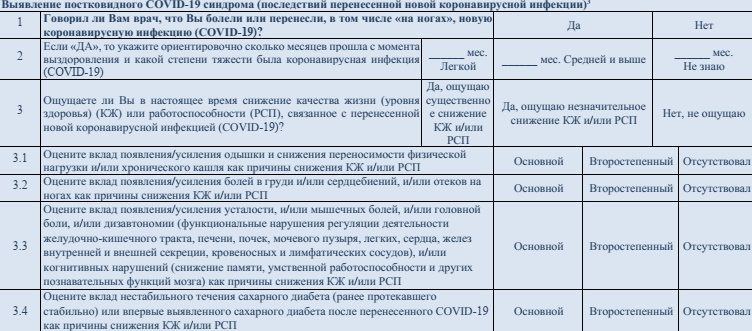 Выявление постковидного COVID-19 синдрома (последствий перенесенной новой коронавирусной инфекции)³
1
Говорил ли Вам врач, что Вы болели или перенесли, в том числе «на ногах», новую
коронавирусную инфекцию (COVID-19)?
Да
Нет
2
Если «ДА», то укажите ориентировочно сколько месяцев прошла с момента
выздоровления и какой степени тяжести была коронавирусная инфекция
(COVID-19)
______ мес.
Легкой
______ мес. Средней и выше
______ мес.
Не знаю
3
Ощущаете ли Вы в настоящее время снижение качества жизни (уровня
здоровья) (КЖ) или работоспособности (РСП), связанное с перенесенной
новой коронавирусной инфекцией (COVID-19)?
Да, ощущаю
существенно
е снижение
КЖ и/или
РСП
Да, ощущаю незначительное
снижение КЖ и/или РСП
Нет, не ощущаю
3.1
Оцените вклад появления/усиления одышки и снижения переносимости физической
нагрузки и/или хронического кашля как причины снижения КЖ и/или РСП
Основной
Второстепенный
Отсутствовал
3.2
Оцените вклад появления/усиления болей в груди и/или сердцебиений, и/или отеков на
ногах как причины снижения КЖ и/или РСП
Основной
Второстепенный
Отсутствовал
3.3
Оцените вклад появления/усиления усталости, и/или мышечных болей, и/или головной
боли, и/или дизавтономии (функциональные нарушения регуляции деятельности
желудочно-кишечного тракта, печени, почек, мочевого пузыря, легких, сердца, желез
внутренней и внешней секреции, кровеносных и лимфатических сосудов), и/или
когнитивных нарушений (снижение памяти, умственной работоспособности и других
познавательных функций мозга) как причины снижения КЖ и/или РСП
Основной
Второстепенный
Отсутствовал
3.4
Оцените вклад нестабильного течения сахарного диабета (ранее протекавшего
стабильно) или впервые выявленного сахарного диабета после перенесенного COVID-19
как причины снижения КЖ и/или РСП
Основной
Второстепенный
Отсутствовал